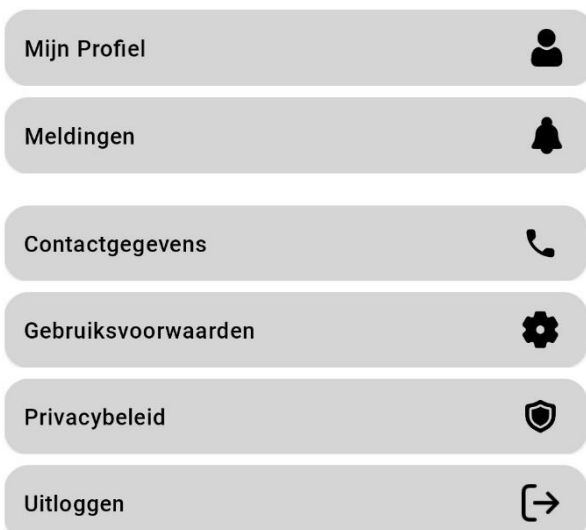 Mijn Profiel
Meldingen
Contactgegevens
Gebruiksvoorwaarden
Privacybeleid
Uitloggen